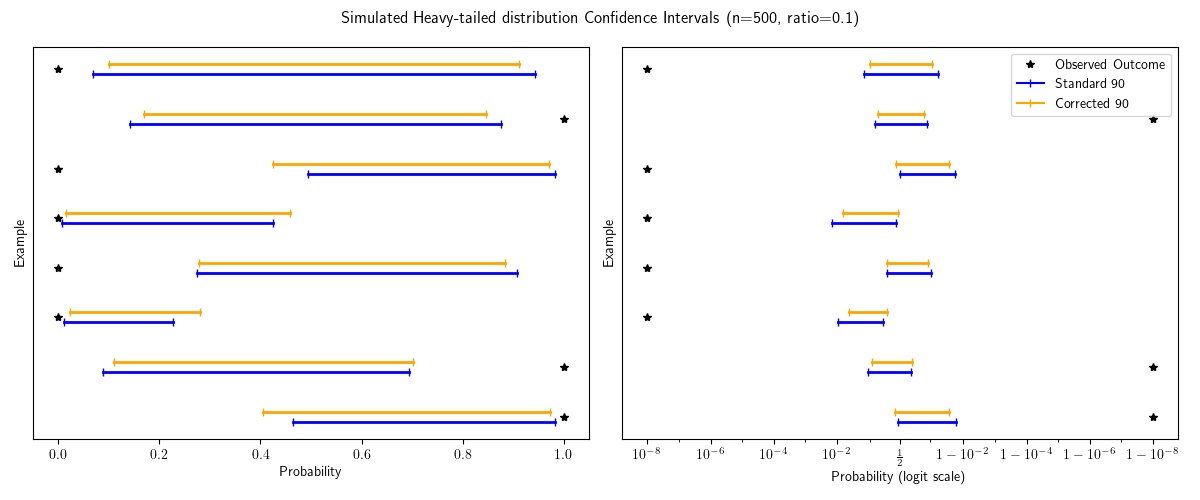 Simulated Heavy-tailed distribution Confidence Intervals (n=500, ratio=0.1)
Example
0.0 0.2 0.4 0.6 0.8 1.0
Probability
Example
Observed Outcome
Standard 90
Corrected 90
10⁻⁸ 10⁻⁶ 10⁻⁴ 10⁻² 1/2 1 − 10⁻² 1 − 10⁻⁴ 1 − 10⁻⁶ 1 − 10⁻⁸
Probability (logit scale)